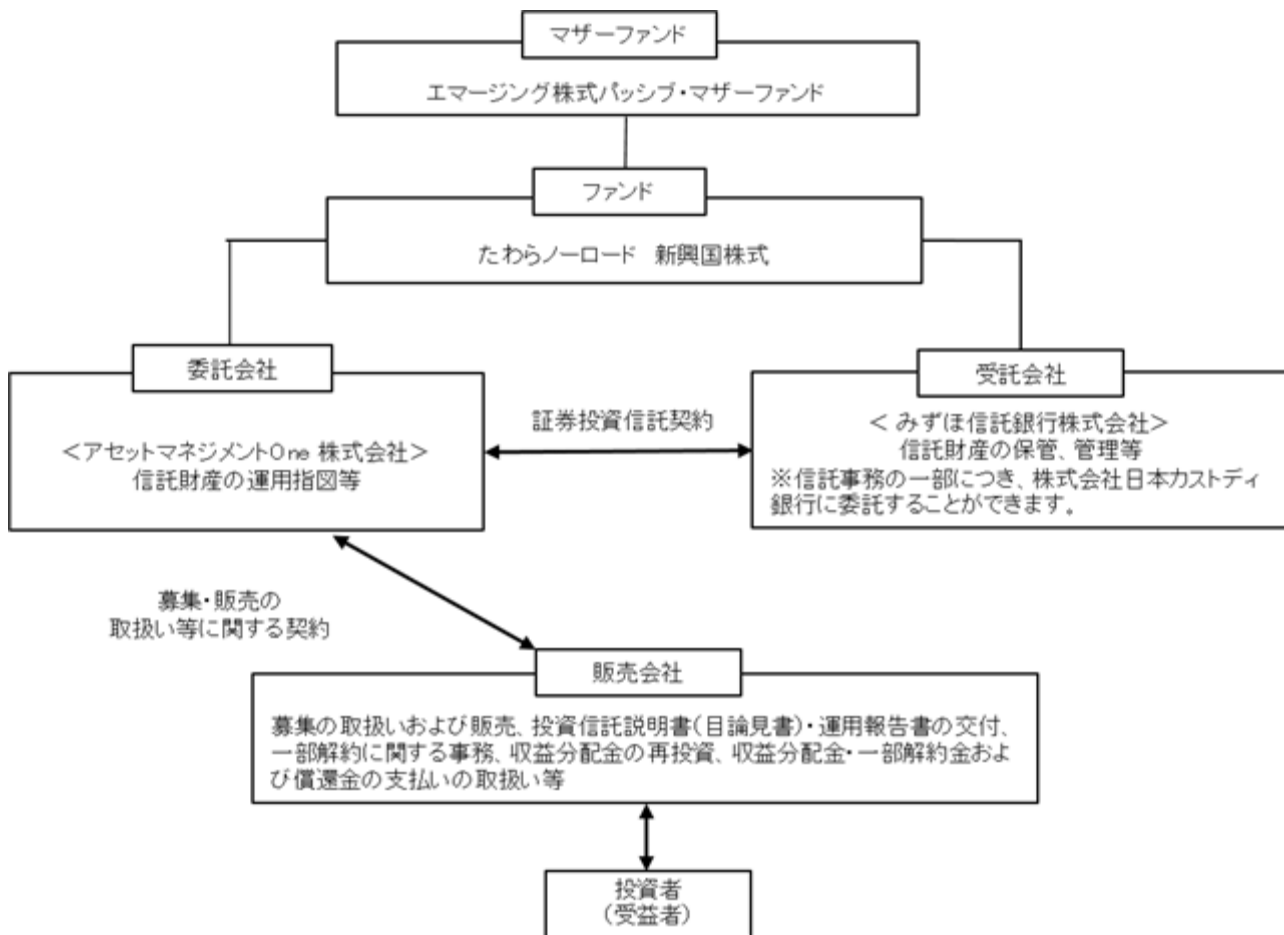 マザーファンド
エマージング株式パッシブ・マザーファンド
ファンド
たわらノーロード 新興国株式
委託会社
＜アセットマネジメントOne 株式会社＞
信託財産の運用指図等
証券投資信託契約
受託会社
＜ みずほ信託銀行株式会社＞
信託財産の保管、管理等
※信託事務の一部につき、株式会社日本カストディ
銀行に委託することができます。
募集・販売の
取扱い等に関する契約
販売会社
募集の取扱いおよび販売、投資信託説明書（目論見書）・運用報告書の交付、
一部解約に関する事務、収益分配金の再投資、収益分配金・一部解約金およ
び償還金の支払いの取扱い等
投資者
（受益者）